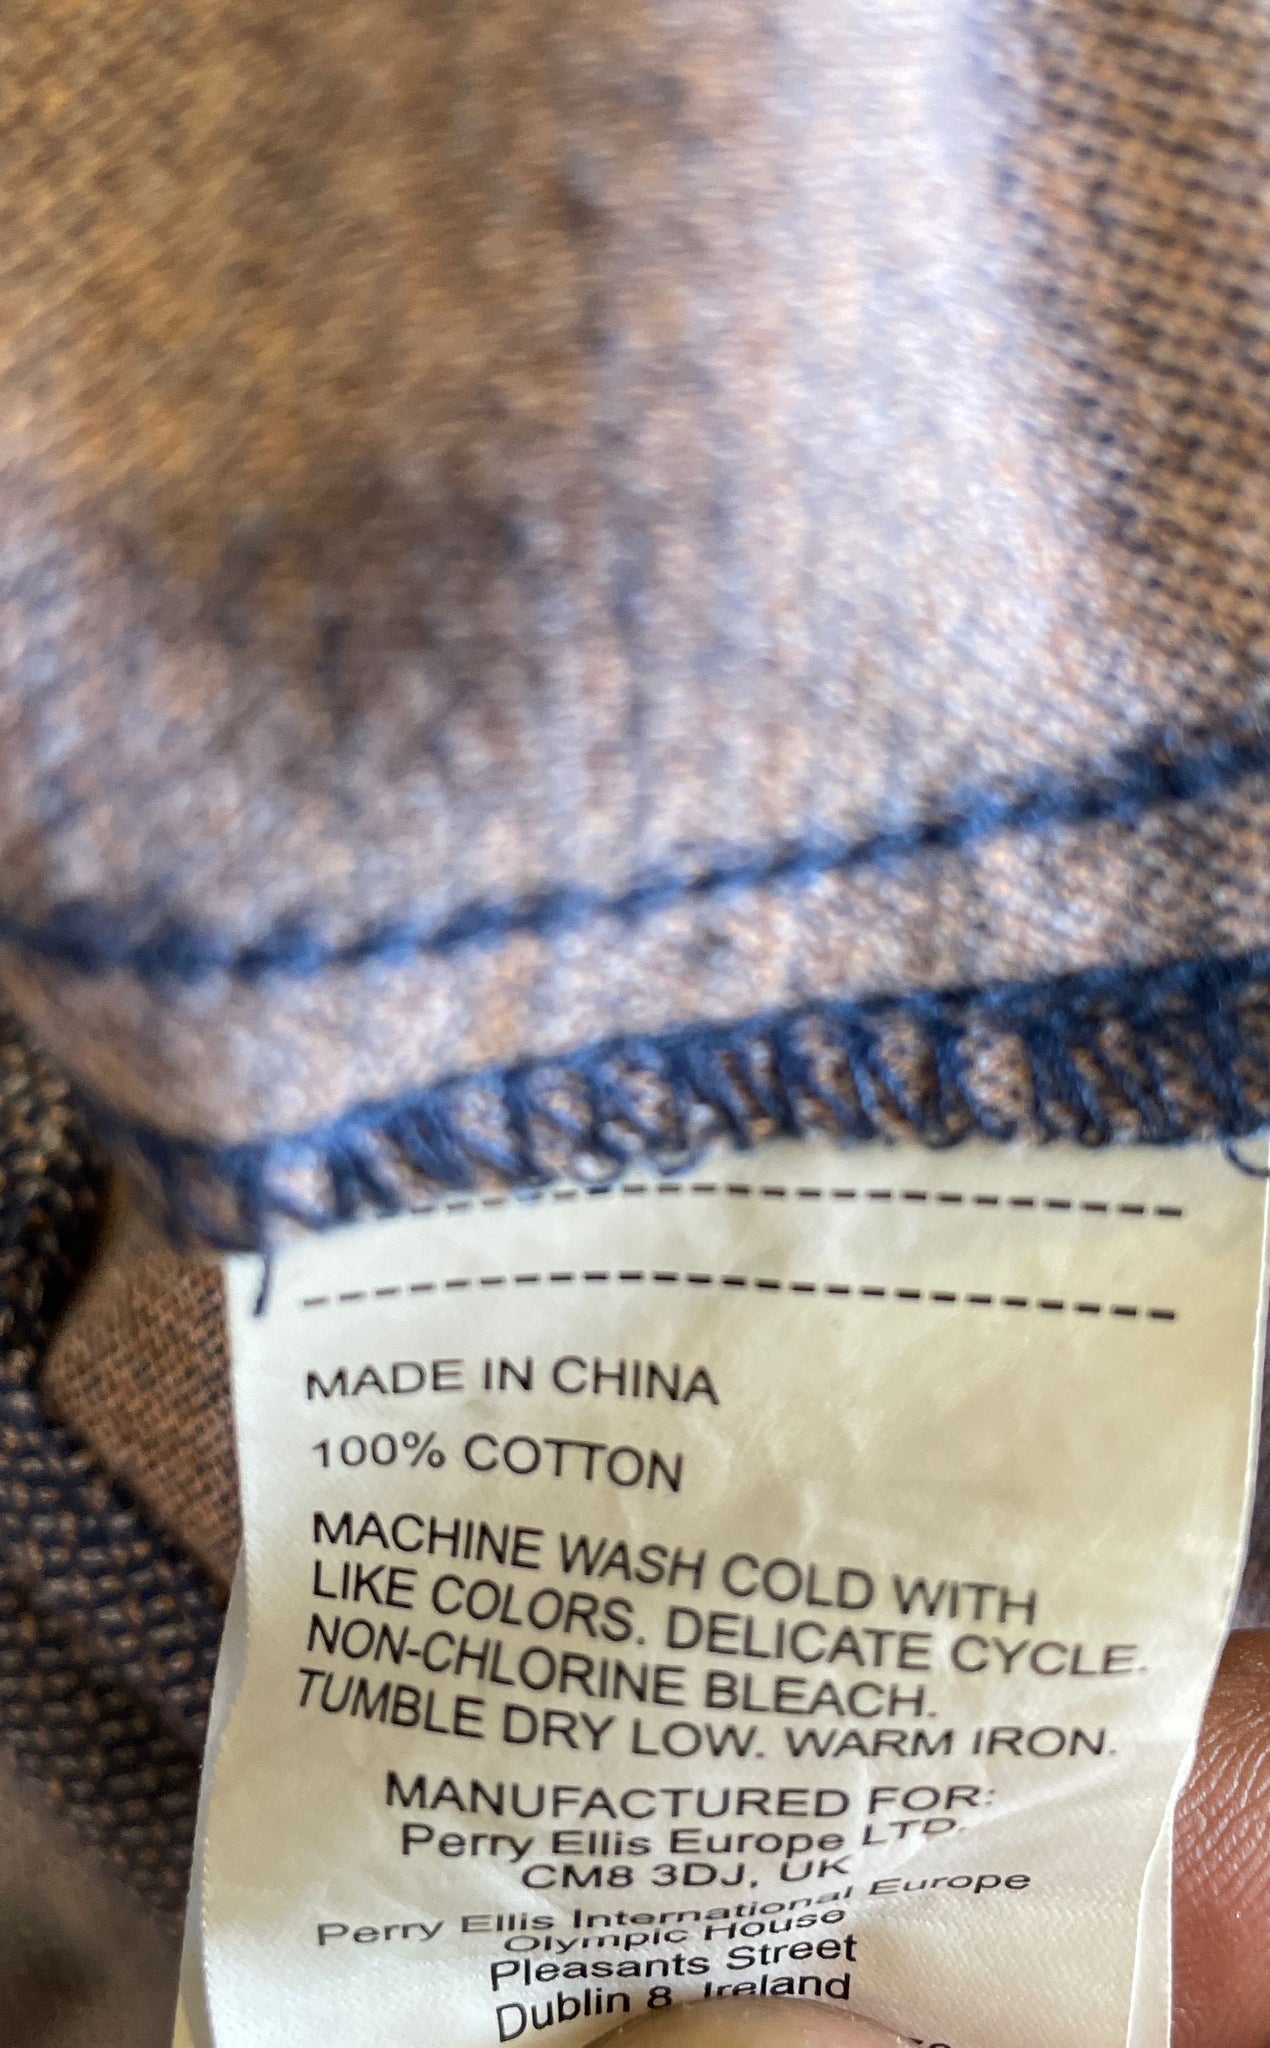 MADE IN CHINA
100% COTTON
MACHINE WASH COLD WITH
LIKE COLORS. DELICATE CYCLE.
NON-CHLORINE BLEACH.
TUMBLE DRY LOW. WARM IRON.
MANUFACTURED FOR:
Perry Ellis Europe LTD.
CM8 3DJ, UK
Perry Ellis International Europe
Olympic House
Pleasants Street
Dublin 8, Ireland